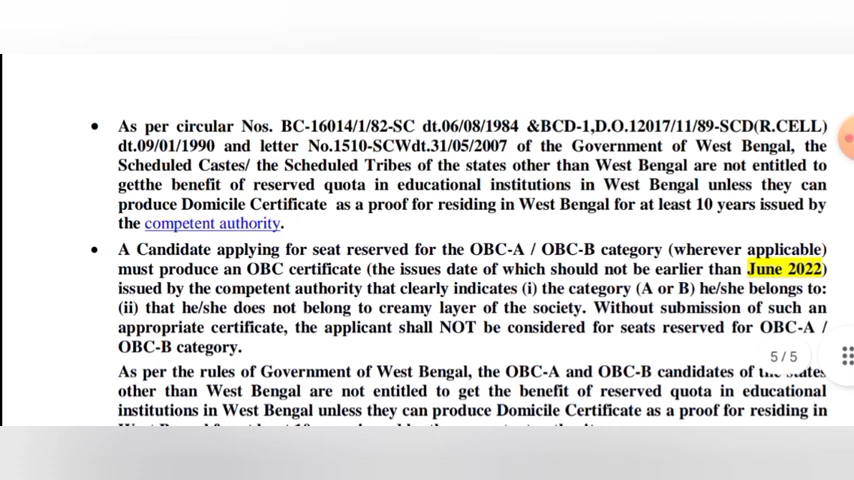 • As per circular Nos. BC-16014/1/82-SC dt.06/08/1984 &BCD-1,D.O.12017/11/89-SCD(R.CELL)
dt.09/01/1990 and letter No.1510-SCWdt.31/05/2007 of the Government of West Bengal, the
Scheduled Castes/ the Scheduled Tribes of the states other than West Bengal are not entitled to
getthe benefit of reserved quota in educational institutions in West Bengal unless they can
produce Domicile Certificate as a proof for residing in West Bengal for at least 10 years issued by
the competent authority.
• A Candidate applying for seat reserved for the OBC-A / OBC-B category (wherever applicable)
must produce an OBC certificate (the issues date of which should not be earlier than June 2022)
issued by the competent authority that clearly indicates (i) the category (A or B) he/she belongs to:
(ii) that he/she does not belong to creamy layer of the society. Without submission of such an
appropriate certificate, the applicant shall NOT be considered for seats reserved for OBC-A /
OBC-B category.
5/5
As per the rules of Government of West Bengal, the OBC-A and OBC-B candidates of the states
other than West Bengal are not entitled to get the benefit of reserved quota in educational
institutions in West Bengal unless they can produce Domicile Certificate as a proof for residing in